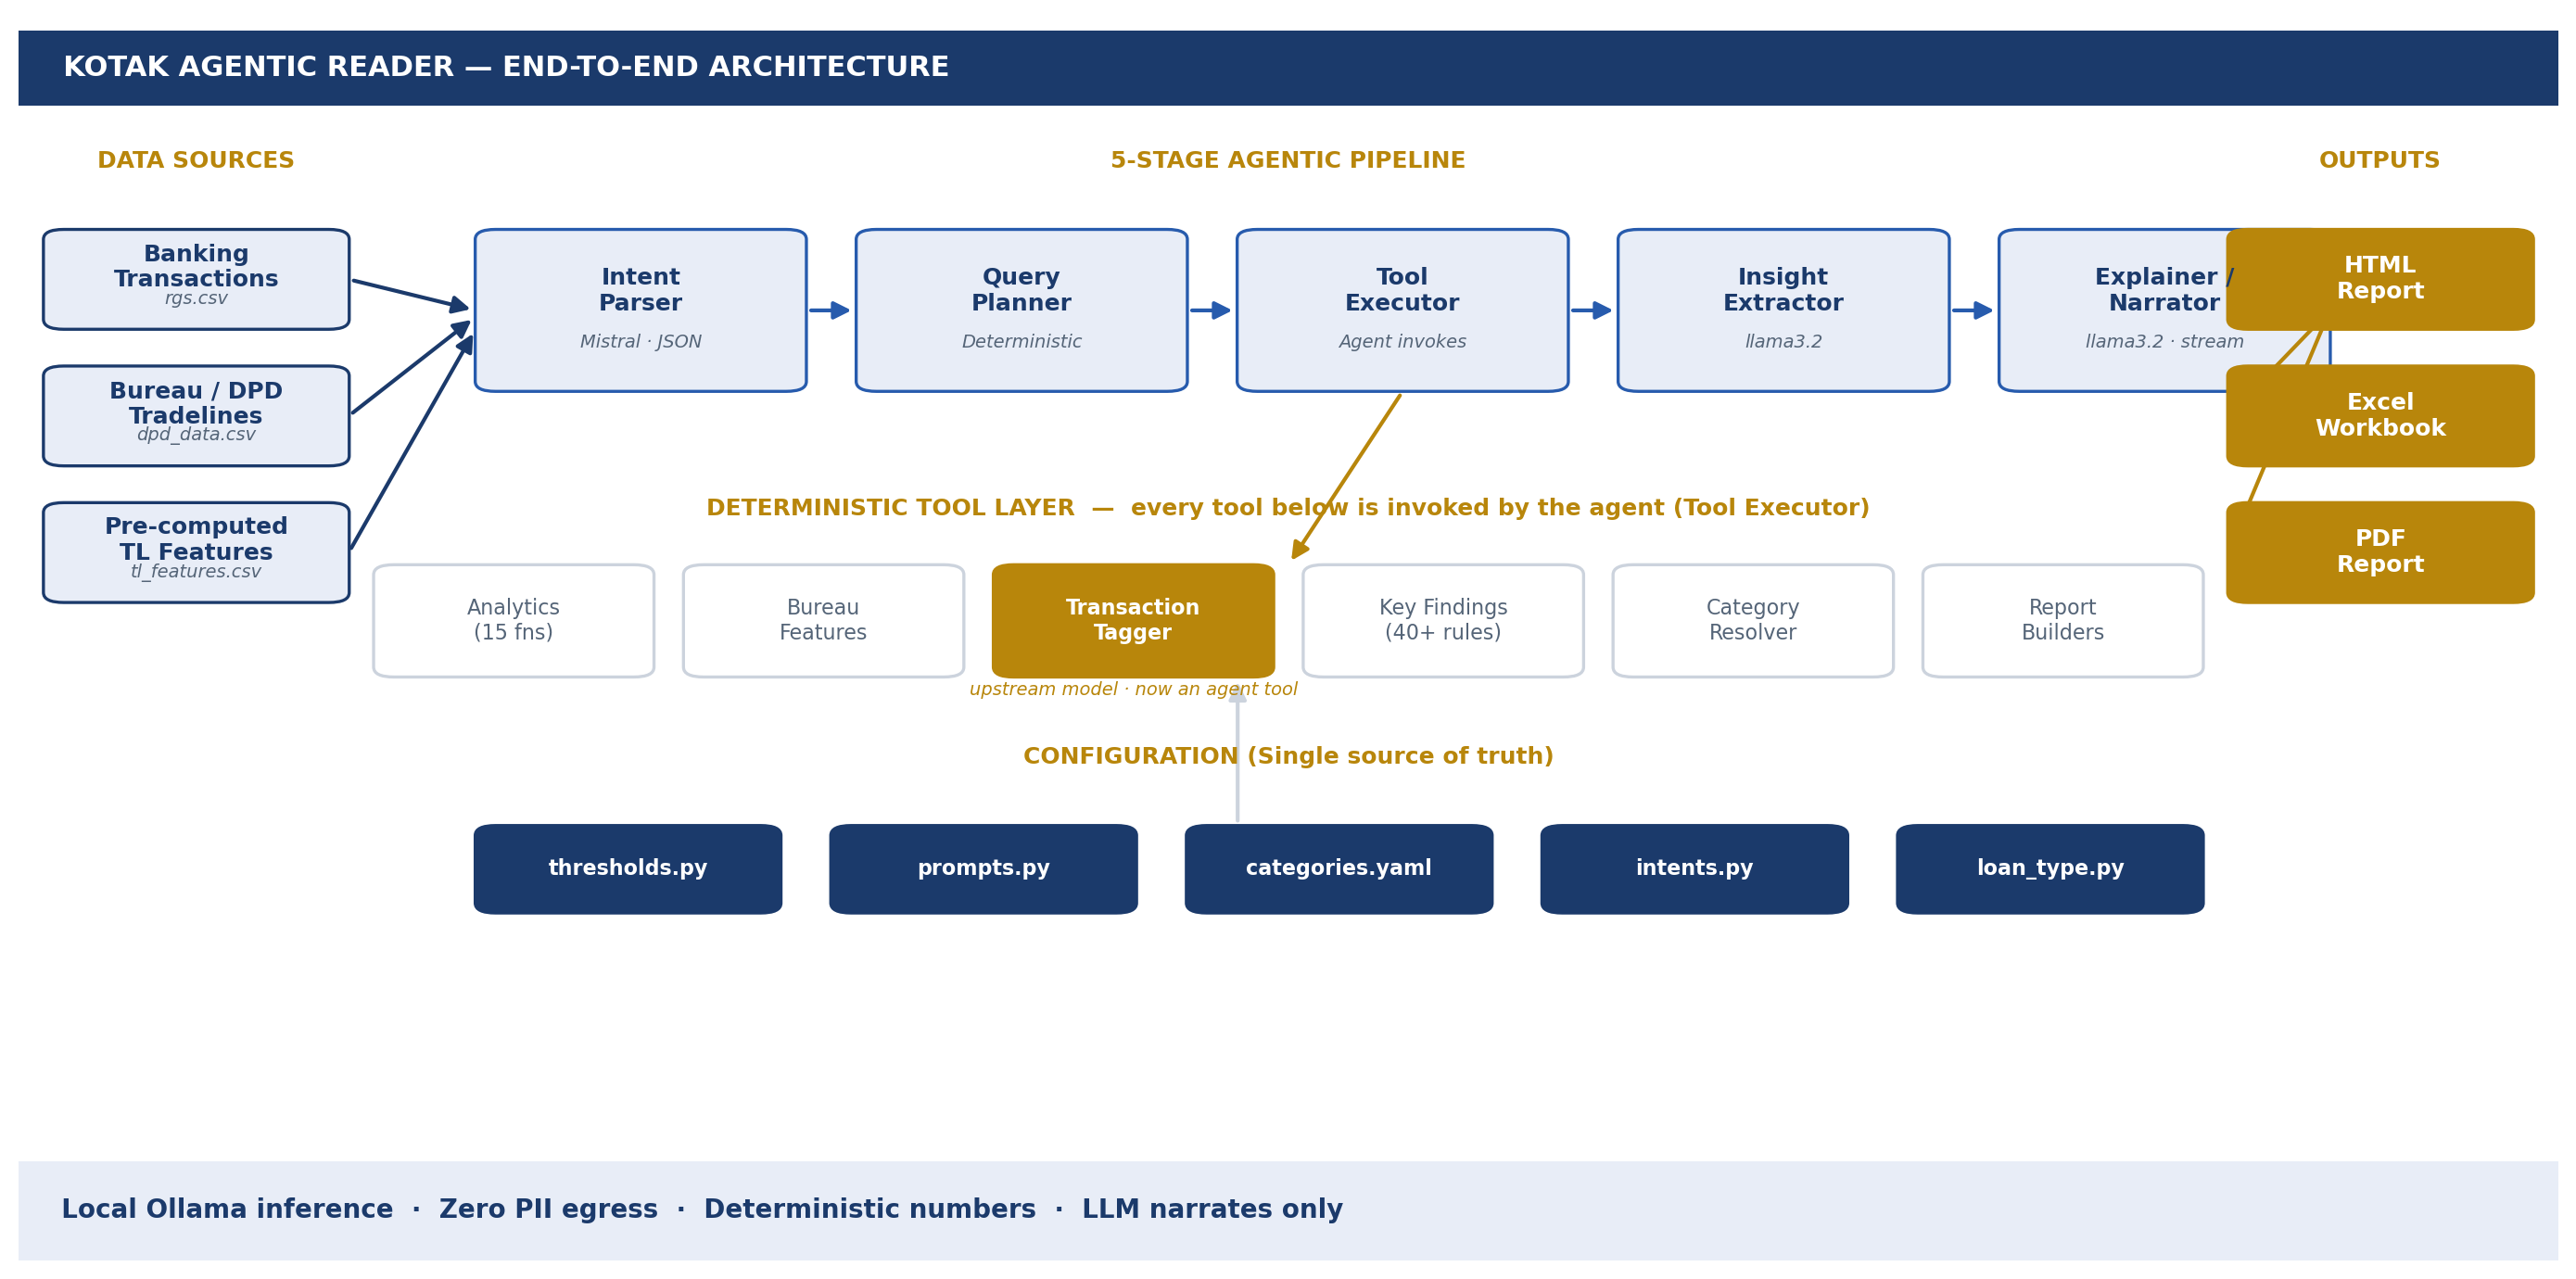 KOTAK AGENTIC READER — END-TO-END ARCHITECTURE
DATA SOURCES
5-STAGE AGENTIC PIPELINE
OUTPUTS
Banking
Transactions
rgs.csv
Bureau / DPD
Tradelines
dpd_data.csv
Pre-computed
TL Features
tl_features.csv
Intent
Parser
Mistral · JSON
Query
Planner
Deterministic
Tool
Executor
Agent invokes
Insight
Extractor
llama3.2
Explainer /
Narrator
llama3.2 · stream
HTML
Report
Excel
Workbook
PDF
Report
DETERMINISTIC TOOL LAYER — every tool below is invoked by the agent (Tool Executor)
Analytics
(15 fns)
Bureau
Features
Transaction
Tagger
upstream model · now an agent tool
Key Findings
(40+ rules)
Category
Resolver
Report
Builders
CONFIGURATION (Single source of truth)
thresholds.py
prompts.py
categories.yaml
intents.py
loan_type.py
Local Ollama inference · Zero PII egress · Deterministic numbers · LLM narrates only